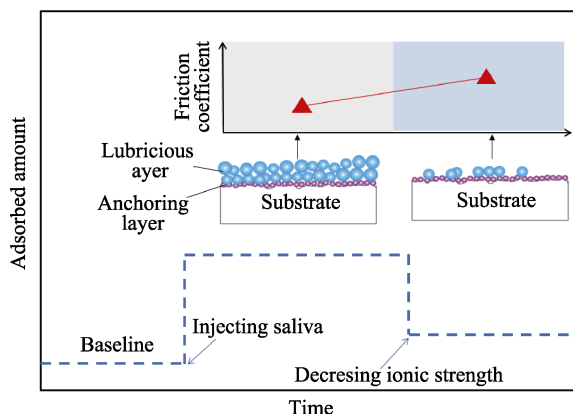 Friction
coefficient
Lubricious
ayer
Anchoring
layer
Substrate
Substrate
Adsorbed amount
Baseline
Injecting saliva
Decresing ionic strength
Time